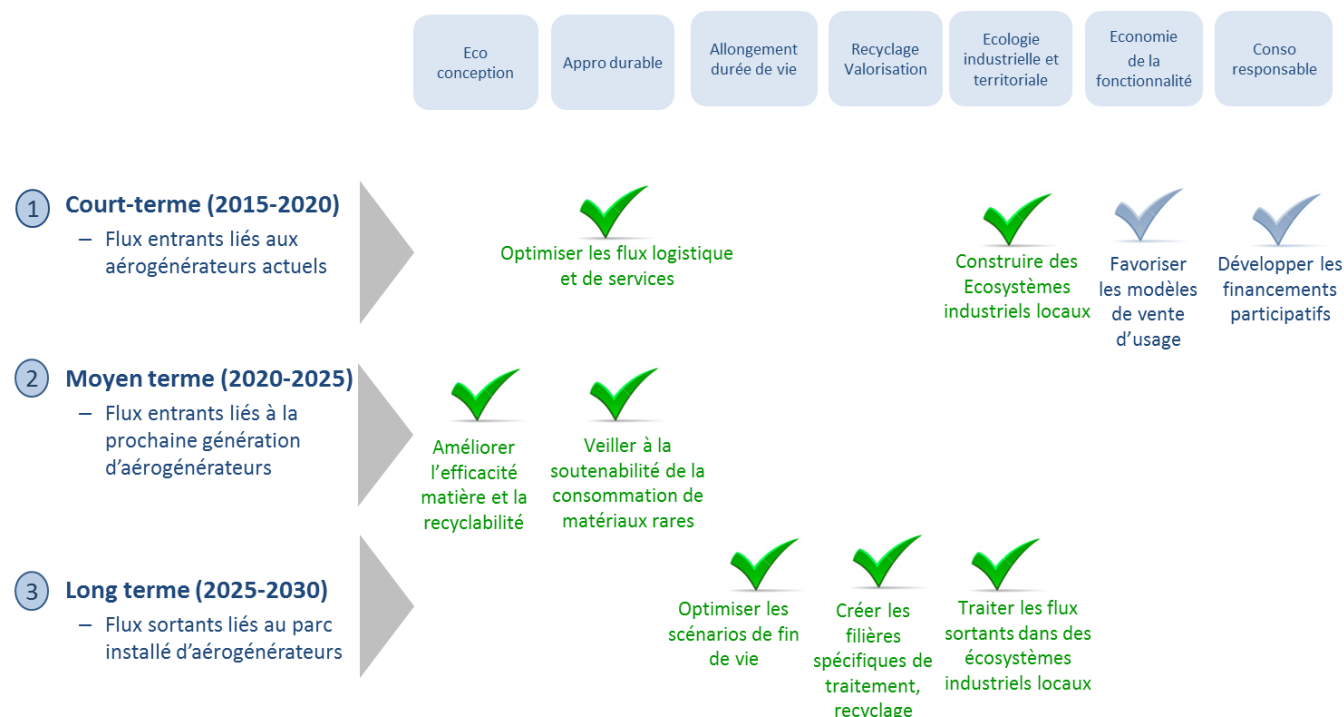 Eco
conception
Appro durable
Allongement
durée de vie
Recyclage
Valorisation
Ecologie
industrielle et
territoriale
Economie
de la
fonctionnalité
Conso
responsable
1
Court-terme (2015-2020)
– Flux entrants liés aux
aérogénérateurs actuels
Optimiser les flux logistique
et de services
Construire des
Ecosystèmes
industriels locaux
Favoriser
les modèles
de vente
d’usage
Développer les
financements
participatifs
2
Moyen terme (2020-2025)
– Flux entrants liés à la
prochaine génération
d’aérogénérateurs
Améliorer
l’efficacité
matière et la
recyclabilité
Veiller à la
soutenabilité de la
consommation de
matériaux rares
3
Long terme (2025-2030)
– Flux sortants liés au parc
installé d’aérogénérateurs
Optimiser les
scénarios de fin
de vie
Créer les
filières
spécifiques de
traitement,
recyclage
Traiter les flux
sortants dans des
écosystèmes
industriels locaux